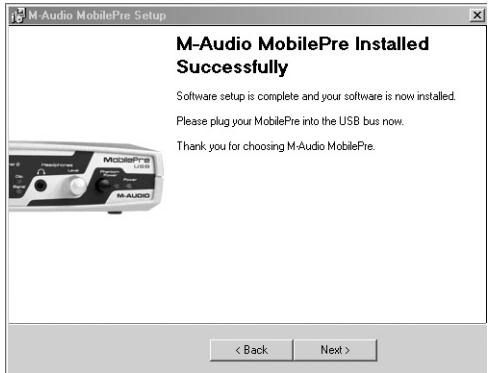 M-Audio MobilePre Setup
M-Audio MobilePre Installed
Successfully
Software setup is complete and your software is now installed.
Please plug your MobilePre into the USB bus now.
Thank you for choosing M-Audio MobilePre.
MobilePre
USB
Headphones
Level
Phantom
Power
Power
Signal
M-AUDIO
< Back
Next >